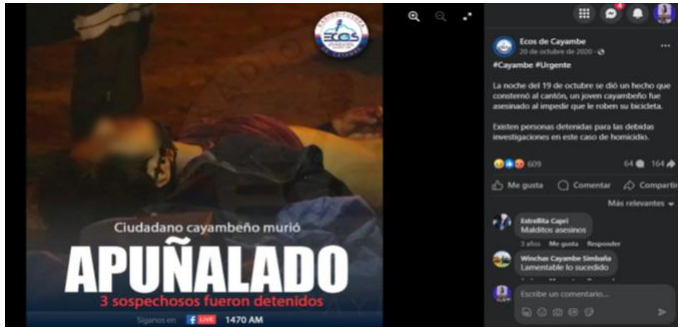 ECOS
DE CAYAMBE
Ciudadano cayambeño murió
APUÑALADO
3 sospechosos fueron detenidos
Síganos en f LIVE 1470 AM
Ecos de Cayambe
20 de octubre de 2020
#Cayambe #Urgente
La noche del 19 de octubre se dió un hecho que
consternó al cantón, un joven cayambeño fue
asesinado al impedir que le roben su bicicleta.
Existen personas detenidas para las debidas
investigaciones en este caso de homicidio.
609 64 164
Me gusta Comentar Compartir
Más relevantes
Estrellita Capri
Malditos asesinos
3 años Me gusta Responder
Winchas Cayambe Simbaña
Lamentable lo sucedido
Escribe un comentario...